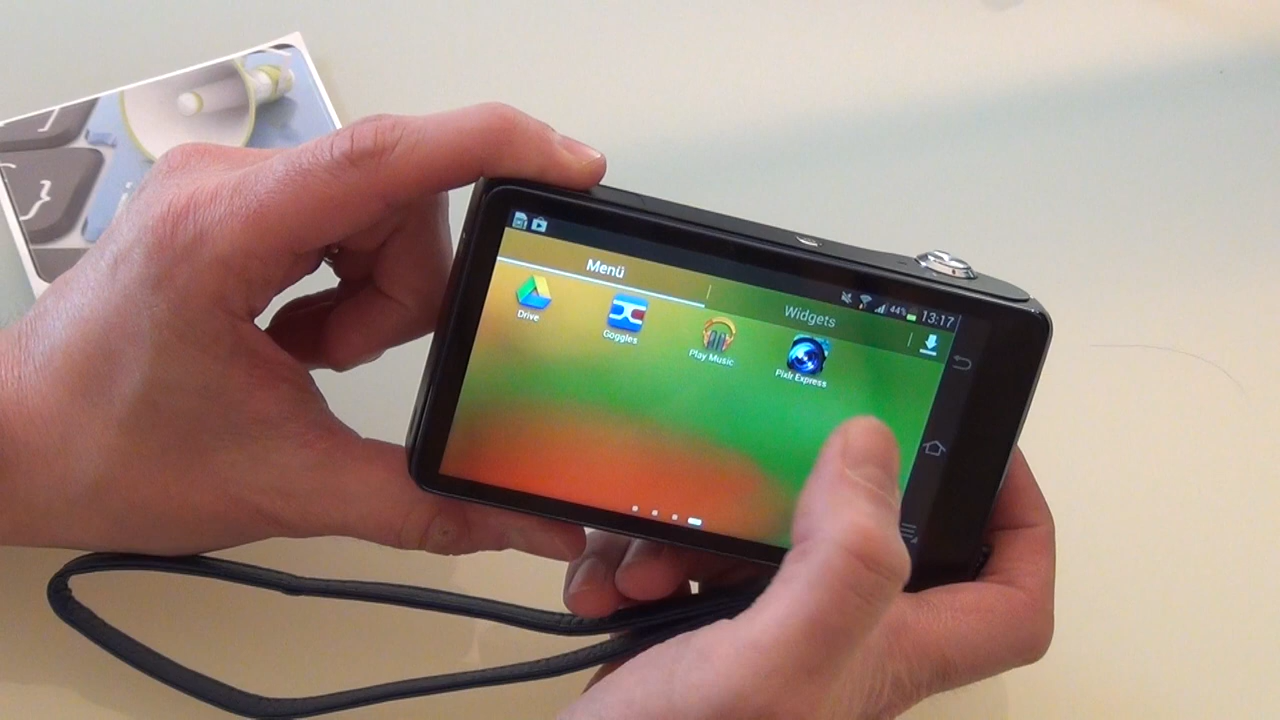 44% 13:17
Menü
Widgets
Drive
Goggles
Play Music
Pixlr Express
}